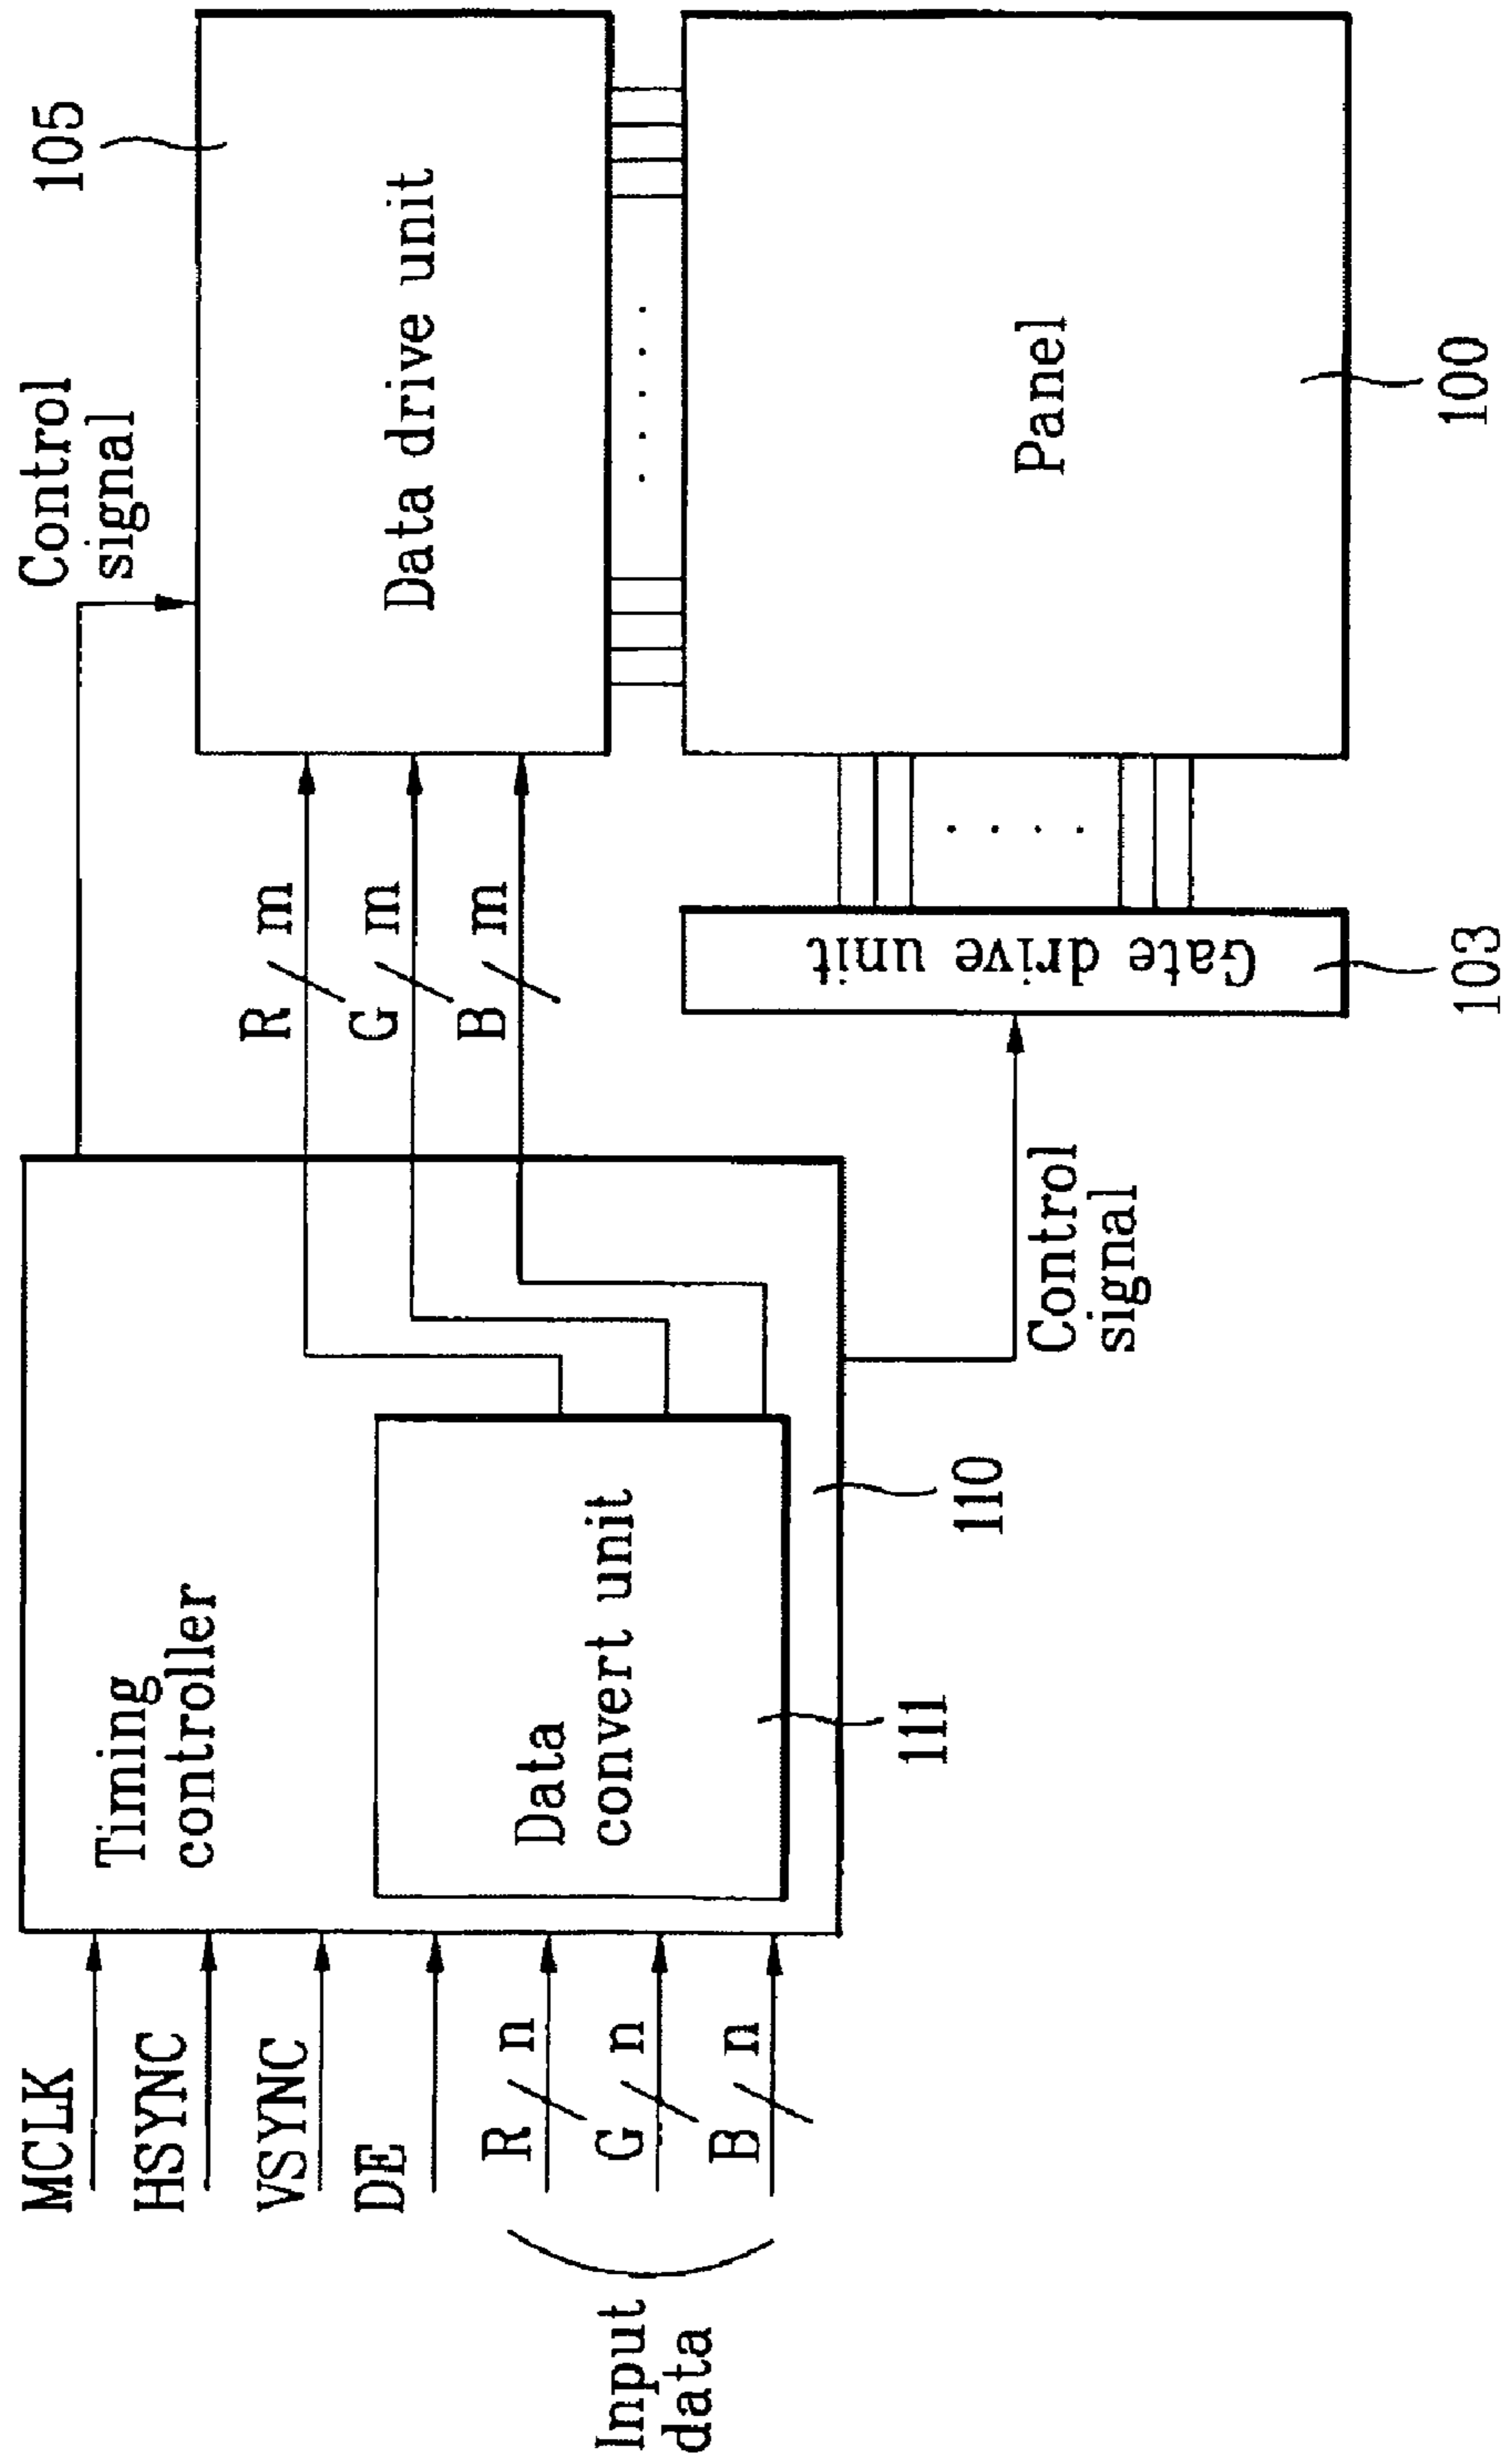 MCLK
HSYNC
VSYNC
DE
R n
G n
B n
Input
data
Timing
controller
Data
convert unit
111
110
Control
signal
R m
G m
B m
Control
signal
Data drive unit
105
Gate drive unit
103
Panel
100